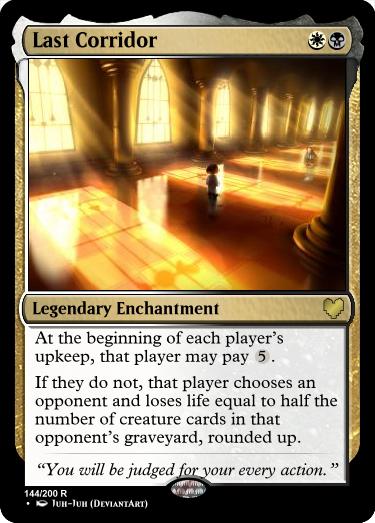 Last Corridor
Legendary Enchantment
At the beginning of each player's
upkeep, that player may pay 5.
If they do not, that player chooses an
opponent and loses life equal to half the
number of creature cards in that
opponent's graveyard, rounded up.
"You will be judged for your every action."
144/200 R
• Juh-Juh (DeviantArt)